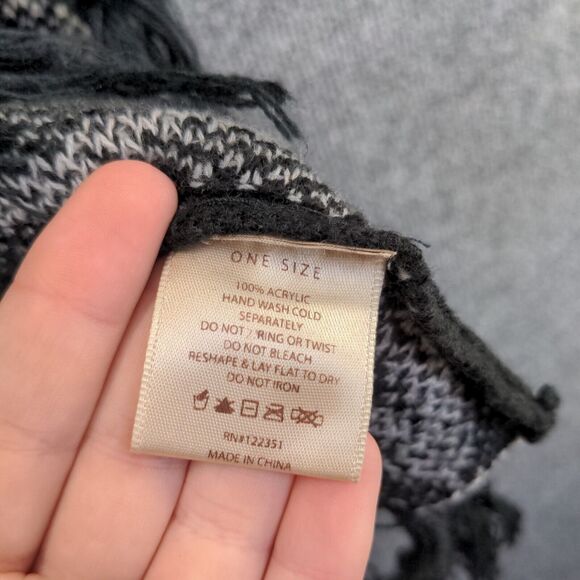 ONE SIZE
100% ACRYLIC
HAND WASH COLD
SEPARATELY
DO NOT RING OR TWIST
DO NOT BLEACH
RESHAPE & LAY FLAT TO DRY
DO NOT IRON
RN#122351
MADE IN CHINA